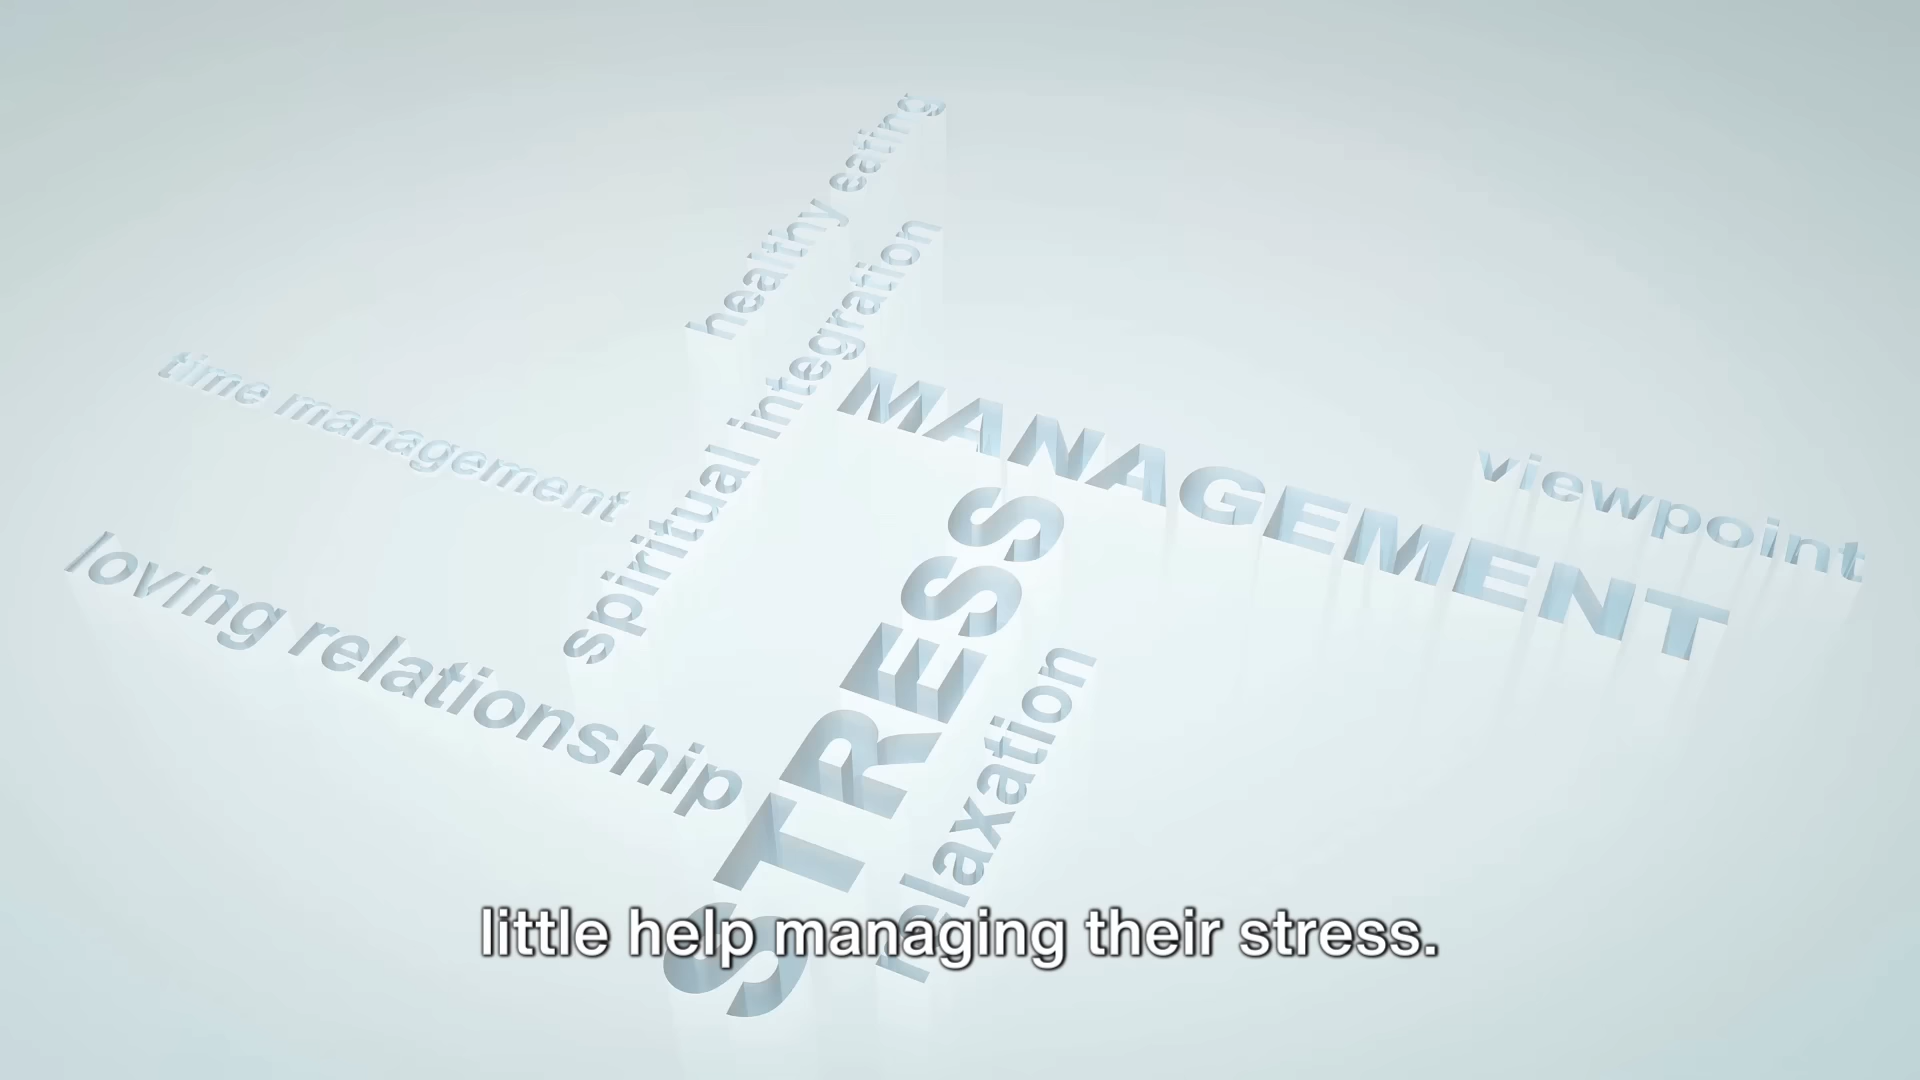 healthy eating
spiritual integration
time management
MANAGEMENT
viewpoint
loving relationship
STRESS
relaxation
little help managing their stress.